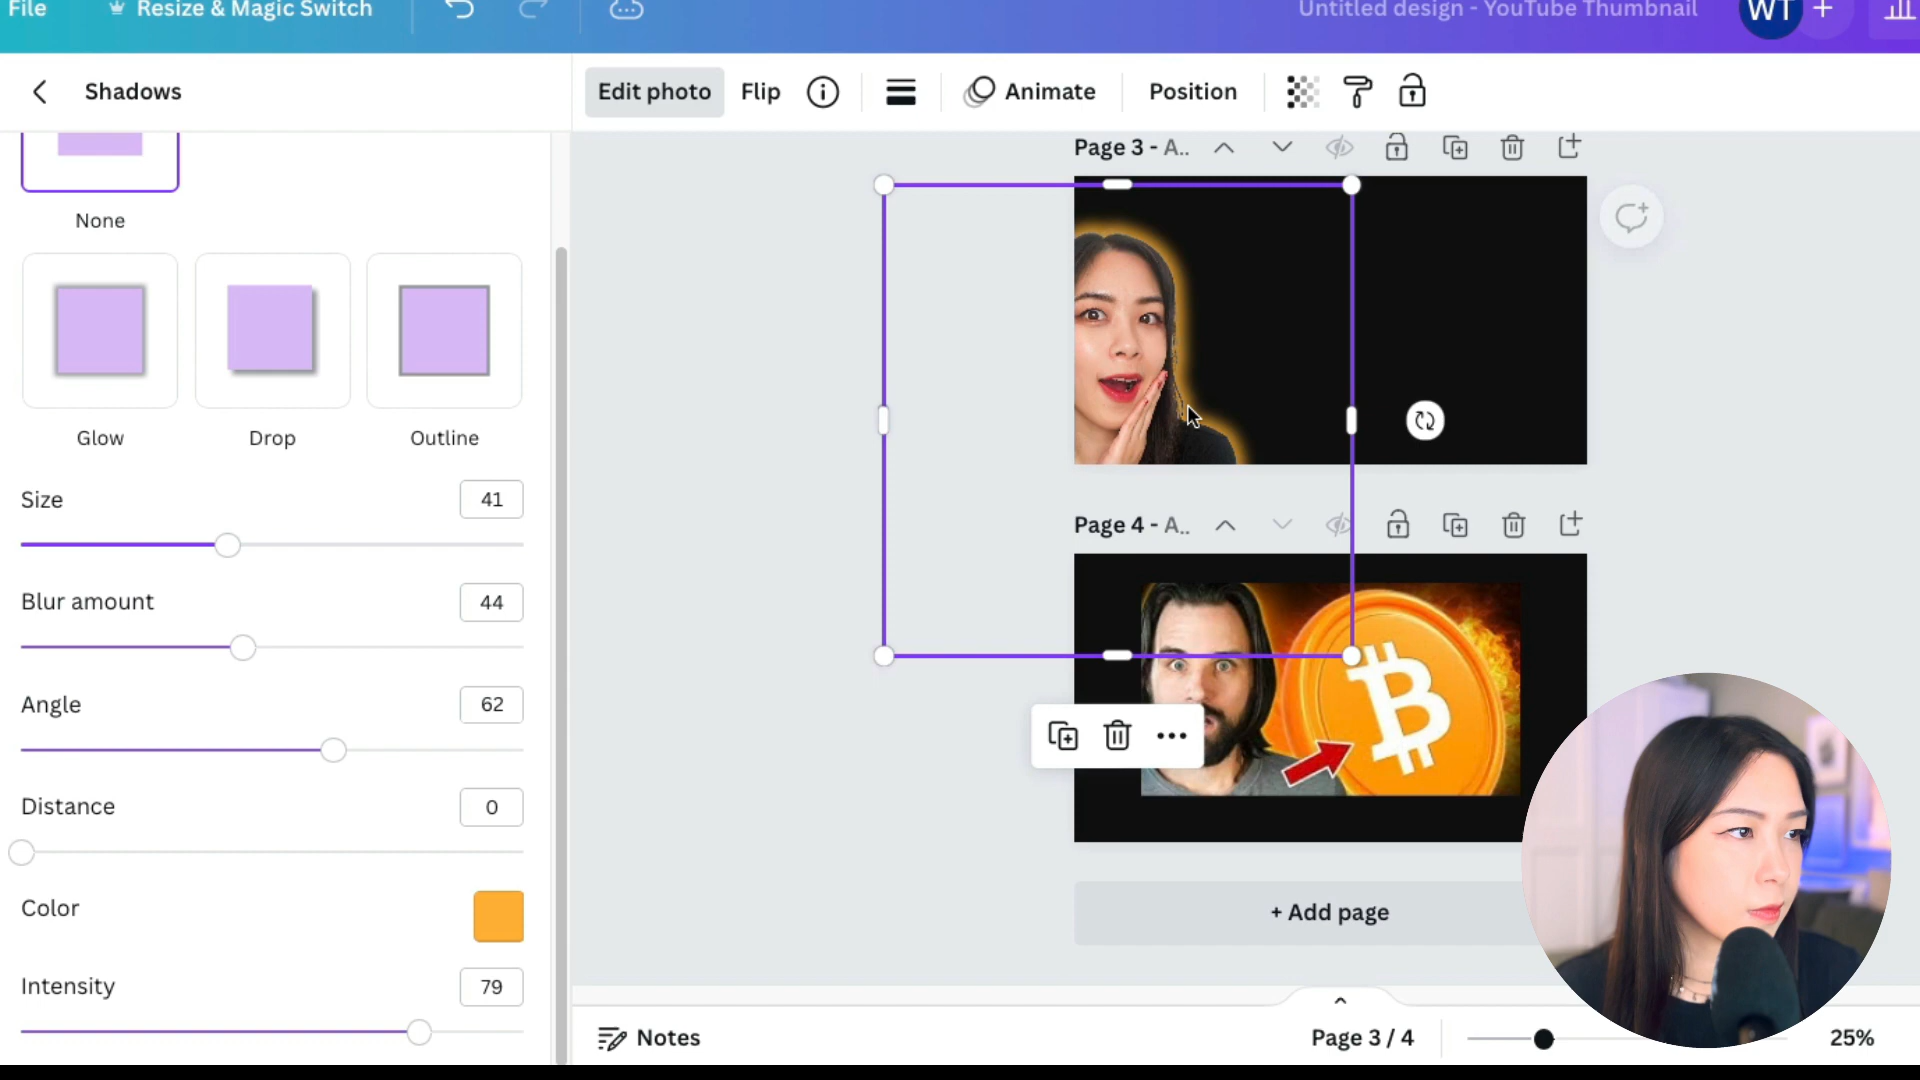 File
Resize & Magic Switch
Untitled design - YouTube Thumbnail
WT
Shadows
Edit photo
Flip
Animate
Position
Page 3 - A..
None
Glow
Drop
Outline
Size
41
Blur amount
44
Angle
62
Distance
0
Color
Intensity
79
Page 4 - A..
+ Add page
Notes
Page 3 / 4
25%